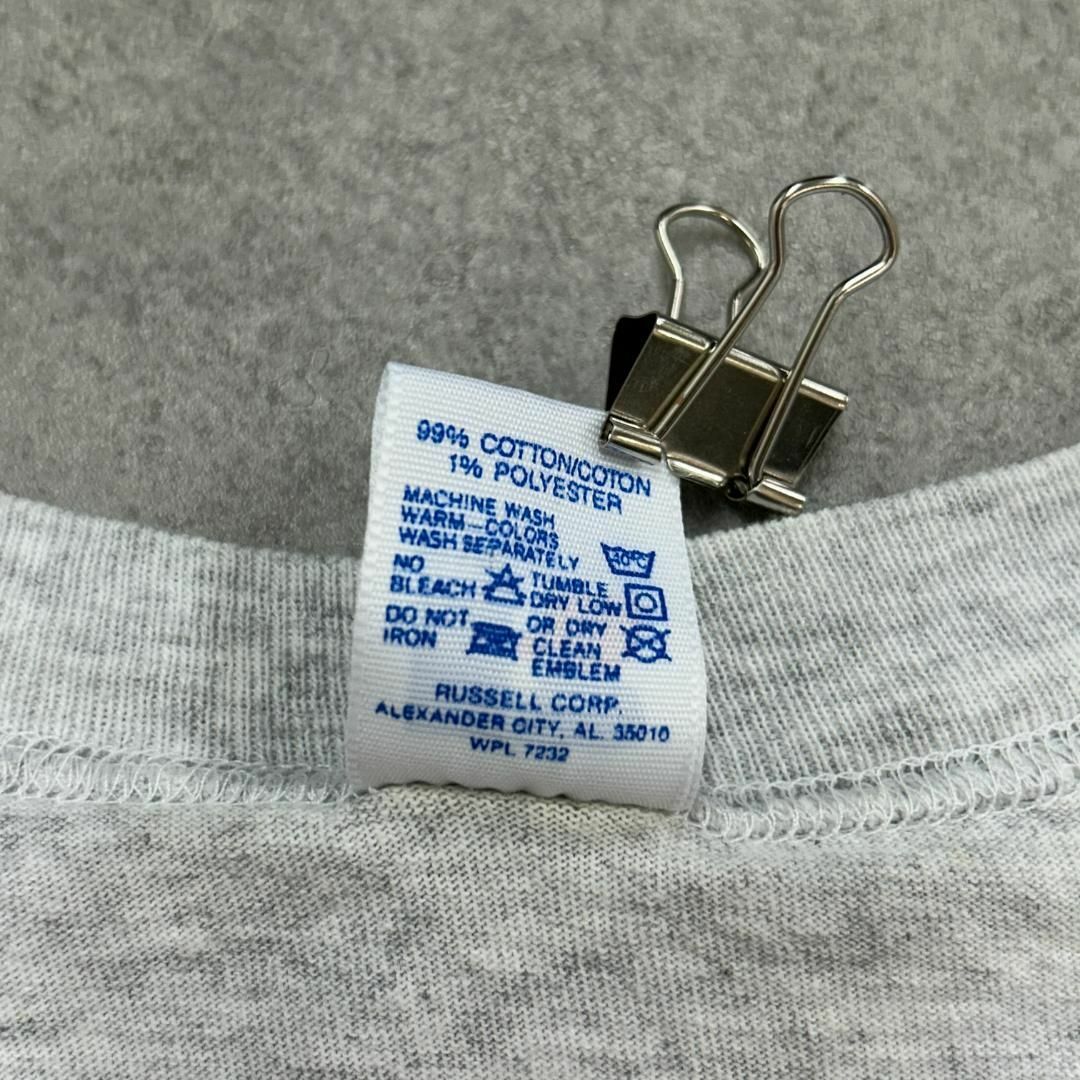 99% COTTON/COTON
1% POLYESTER
MACHINE WASH
WARM—COLORS
WASH SEPARATELY
40°C
NO
BLEACH
TUMBLE
DRY LOW
DO NOT
IRON
OR DRY
CLEAN
EMBLEM
RUSSELL CORP.
ALEXANDER CITY, AL. 35010
WPL 7232